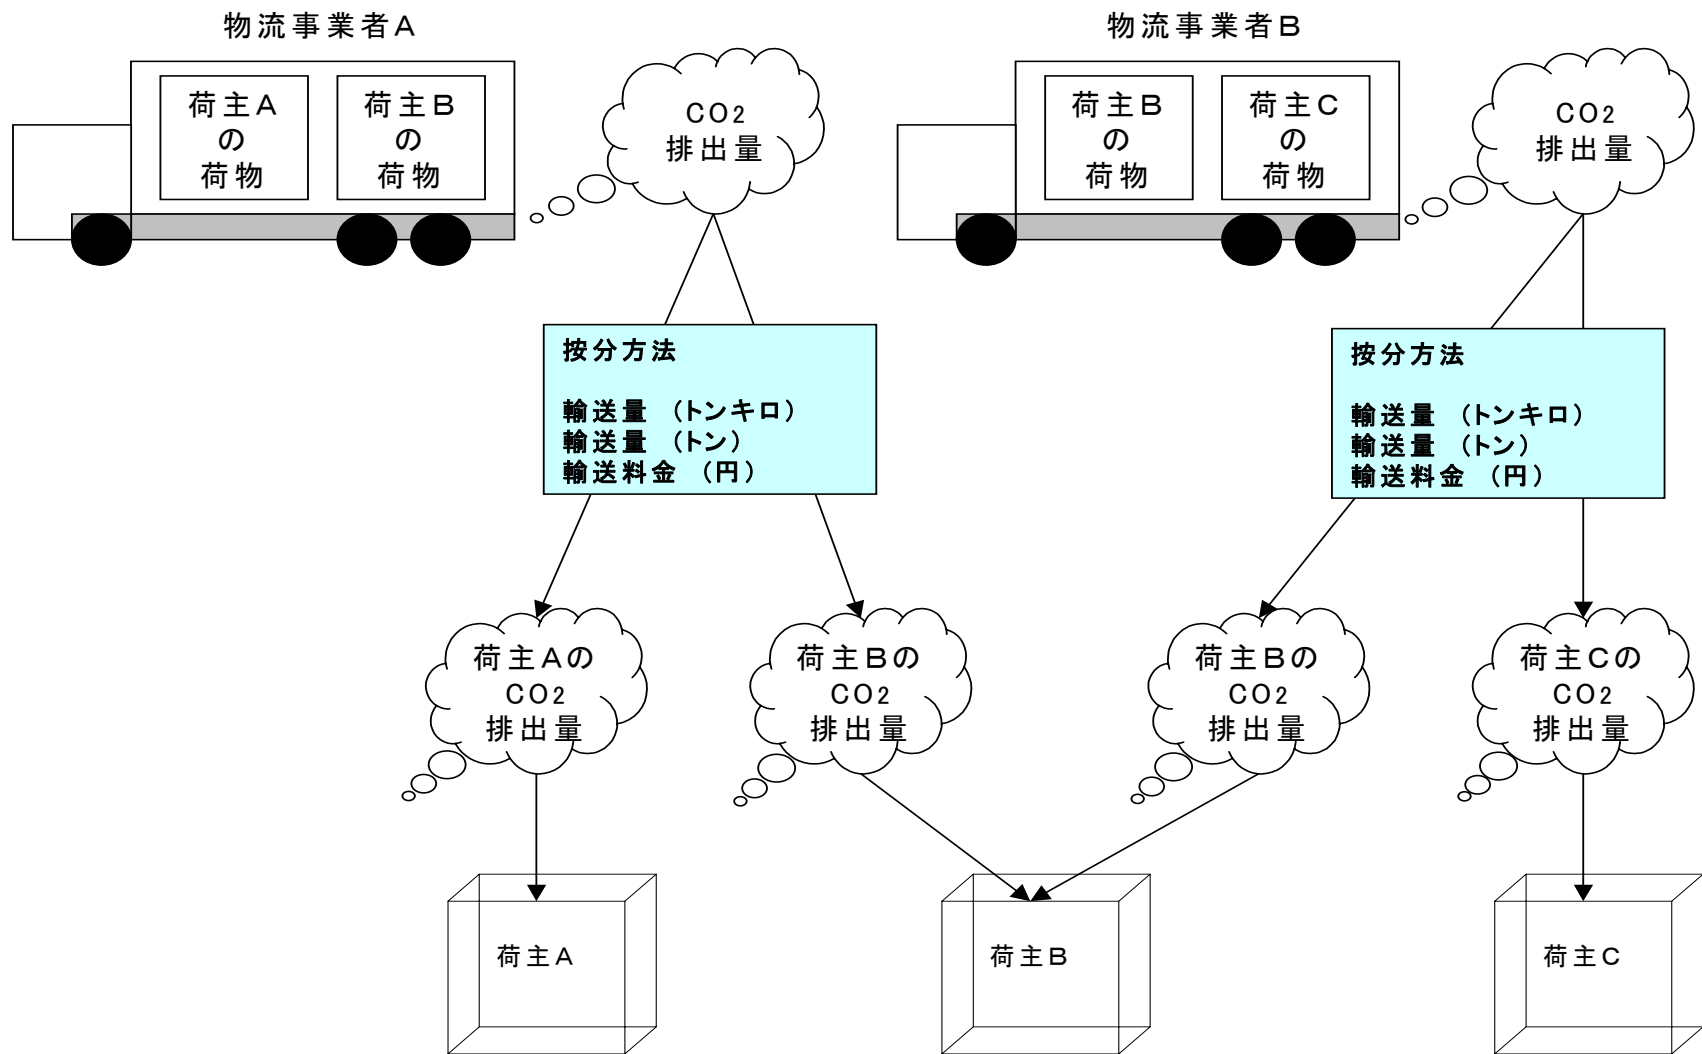 物流事業者A
物流事業者B
荷主A
の
荷物
荷主B
の
荷物
CO2
排出量
荷主B
の
荷物
荷主C
の
荷物
CO2
排出量
按分方法
輸送量 （トンキロ）
輸送量 （トン）
輸送料金 （円）
按分方法
輸送量 （トンキロ）
輸送量 （トン）
輸送料金 （円）
荷主Aの
CO2
排出量
荷主Bの
CO2
排出量
荷主Bの
CO2
排出量
荷主Cの
CO2
排出量
荷主A
荷主B
荷主C